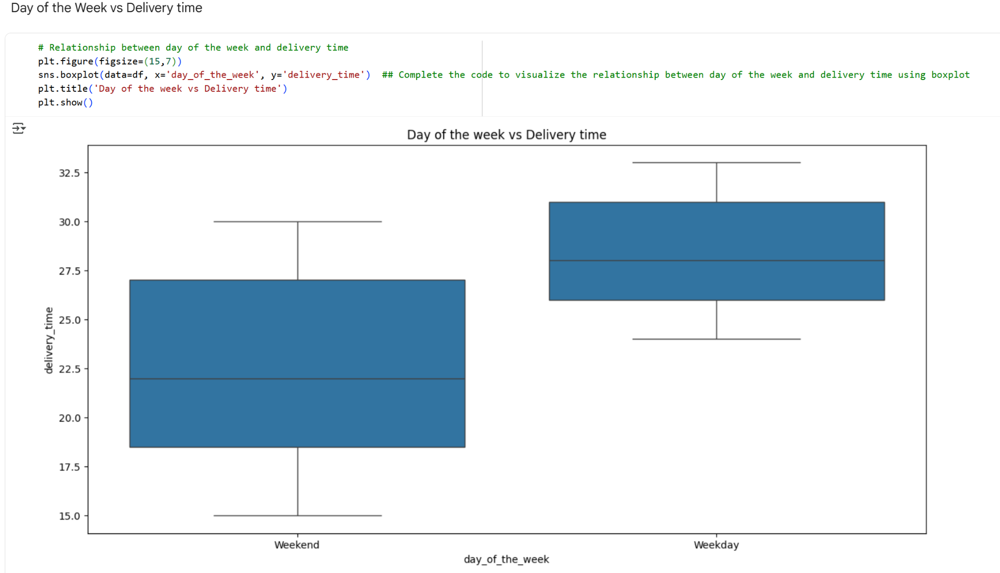 Day of the Week vs Delivery time
# Relationship between day of the week and delivery time
plt.figure(figsize=(15,7))
sns.boxplot(data=df, x='day_of_the_week', y='delivery_time')  ## Complete the code to visualize the relationship between day of the week and delivery time using boxplot
plt.title('Day of the week vs Delivery time')
plt.show()
Day of the week vs Delivery time
32.5
30.0
27.5
25.0
22.5
20.0
17.5
15.0
delivery_time
Weekend Weekday
day_of_the_week